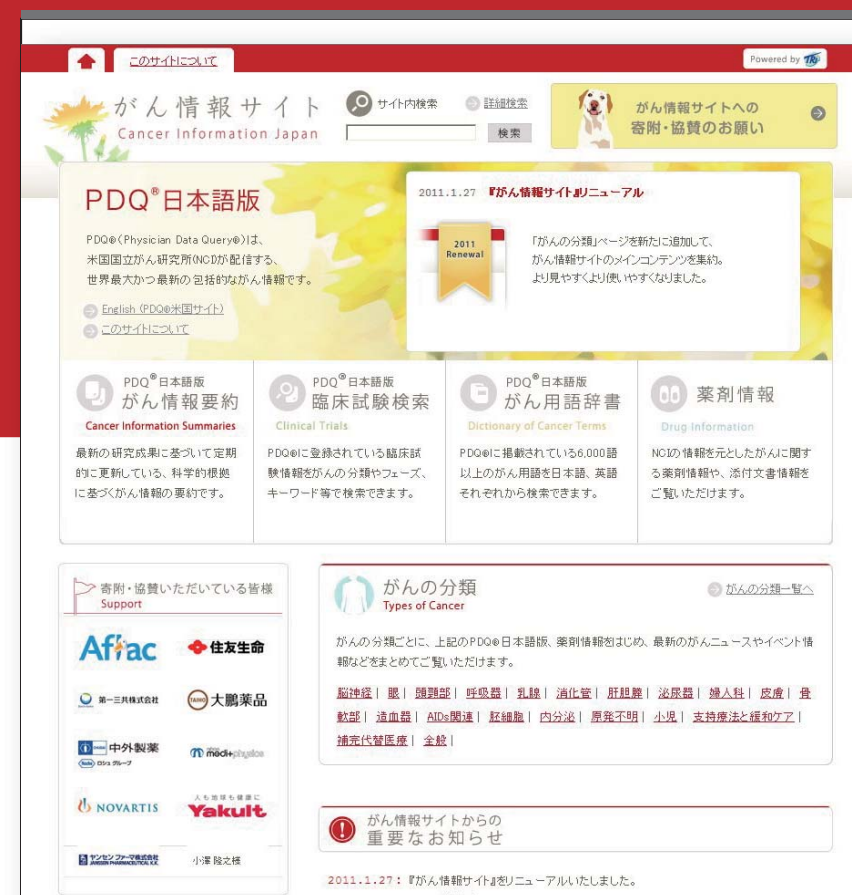 このサイトについて
Powered by TRI
がん情報サイト
Cancer Information Japan
サイト内検索
詳細検索
検索
がん情報サイトへの
寄附・協賛のお願い
PDQ®日本語版
PDQ®(Physician Data Query®)は、
米国国立がん研究所(NCI)が配信する、
世界最大かつ最新の包括的ながん情報です。
English (PDQ®米国サイト)
このサイトについて
2011.1.27 『がん情報サイト』リニューアル
2011
Renewal
「がんの分類」ページを新たに追加して、
がん情報サイトのメインコンテンツを集約。
より見やすくより使いやすくなりました。
PDQ®日本語版
がん情報要約
Cancer Information Summaries
最新の研究成果に基づいて定期
的に更新している、科学的根拠
に基づくがん情報の要約です。
PDQ®日本語版
臨床試験検索
Clinical Trials
PDQ®に登録されている臨床試
験情報をがんの分類やフェーズ、
キーワード等で検索できます。
PDQ®日本語版
がん用語辞書
Dictionary of Cancer Terms
PDQ®に掲載されている6,000語
以上のがん用語を日本語、英語
それぞれから検索できます。
薬剤情報
Drug Information
NCIの情報を元としたがんに関す
る薬剤情報や、添付文書情報を
ご覧いただけます。
寄附・協賛いただいている皆様
Support
Aflac
住友生命
第一三共株式会社
TAIHO 大鵬薬品
中外製薬
Roche ロシュ グループ
medi+physics
NOVARTIS
人も地球も健康に
Yakult
ヤンセン ファーマ株式会社
JANSSEN PHARMACEUTICAL K.K.
小澤 隆之様
がんの分類
Types of Cancer
がんの分類一覧へ
がんの分類ごとに、上記のPDQ®日本語版、薬剤情報をはじめ、最新のがんニュースやイベント情
報などをまとめてご覧いただけます。
脳神経 | 眼 | 頭頸部 | 呼吸器 | 乳腺 | 消化管 | 肝胆膵 | 泌尿器 | 婦人科 | 皮膚 | 骨
軟部 | 造血器 | AIDs関連 | 胚細胞 | 内分泌 | 原発不明 | 小児 | 支持療法と緩和ケア |
補完代替医療 | 全般 |
がん情報サイトからの
重要なお知らせ
2011.1.27：『がん情報サイト』をリニューアルいたしました。